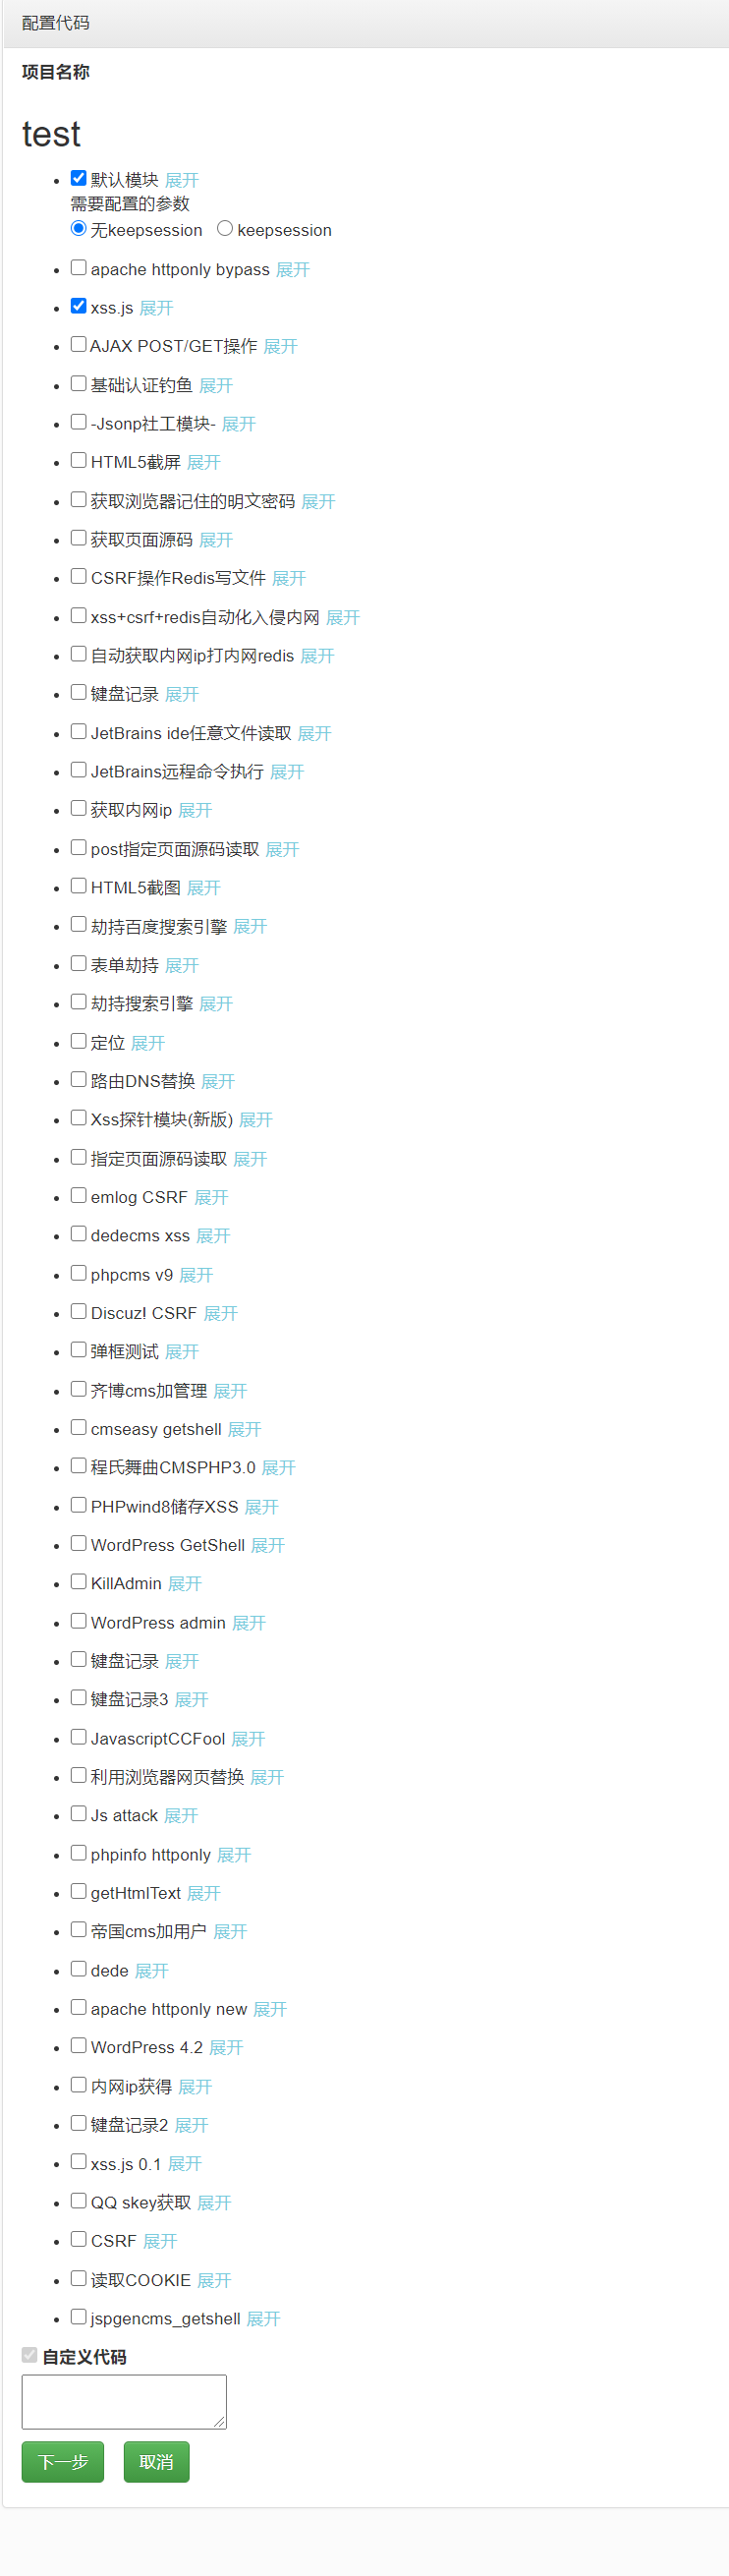 配置代码
项目名称
test
默认模块 展开
需要配置的参数
无keepsession keepsession
apache httponly bypass 展开
xss.js 展开
AJAX POST/GET操作 展开
基础认证钓鱼 展开
-Jsonp社工模块- 展开
HTML5截屏 展开
获取浏览器记住的明文密码 展开
获取页面源码 展开
CSRF操作Redis写文件 展开
xss+csrf+redis自动化入侵内网 展开
自动获取内网ip打内网redis 展开
键盘记录 展开
JetBrains ide任意文件读取 展开
JetBrains远程命令执行 展开
获取内网ip 展开
post指定页面源码读取 展开
HTML5截图 展开
劫持百度搜索引擎 展开
表单劫持 展开
劫持搜索引擎 展开
定位 展开
路由DNS替换 展开
Xss探针模块(新版) 展开
指定页面源码读取 展开
emlog CSRF 展开
dedecms xss 展开
phpcms v9 展开
Discuz! CSRF 展开
弹框测试 展开
齐博cms加管理 展开
cmseasy getshell 展开
程氏舞曲CMSPHP3.0 展开
PHPwind8储存XSS 展开
WordPress GetShell 展开
KillAdmin 展开
WordPress admin 展开
键盘记录 展开
键盘记录3 展开
JavascriptCCFool 展开
利用浏览器网页替换 展开
Js attack 展开
phpinfo httponly 展开
getHtmlText 展开
帝国cms加用户 展开
dede 展开
apache httponly new 展开
WordPress 4.2 展开
内网ip获得 展开
键盘记录2 展开
xss.js 0.1 展开
QQ skey获取 展开
CSRF 展开
读取COOKIE 展开
jspgencms_getshell 展开
自定义代码
下一步 取消